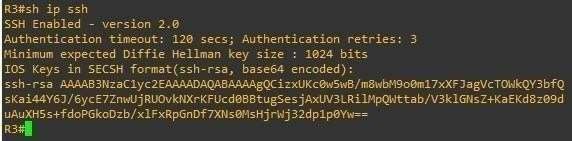 R3#sh ip ssh
SSH Enabled - version 2.0
Authentication timeout: 120 secs; Authentication retries: 3
Minimum expected Diffie Hellman key size : 1024 bits
IOS Keys in SECSH format(ssh-rsa, base64 encoded):
ssh-rsa AAAAB3NzaC1yc2EAAAADAQABAAAAgQCizxUKc0w5wB/m8wbM9o0m17xXFJagVcTOWkQY3bfQ
sKai44Y6J/6ycE7ZnwUjRUOvkNXrKFUcd0BBtugSesjAxUV3LRilMpQWttab/V3klGNsZ+KaEKd8z09d
uAuXH5s+fdoPGkoDzb/xlFxRpGnDf7XNs0MsHjrWj32dp1p0Yw==
R3#